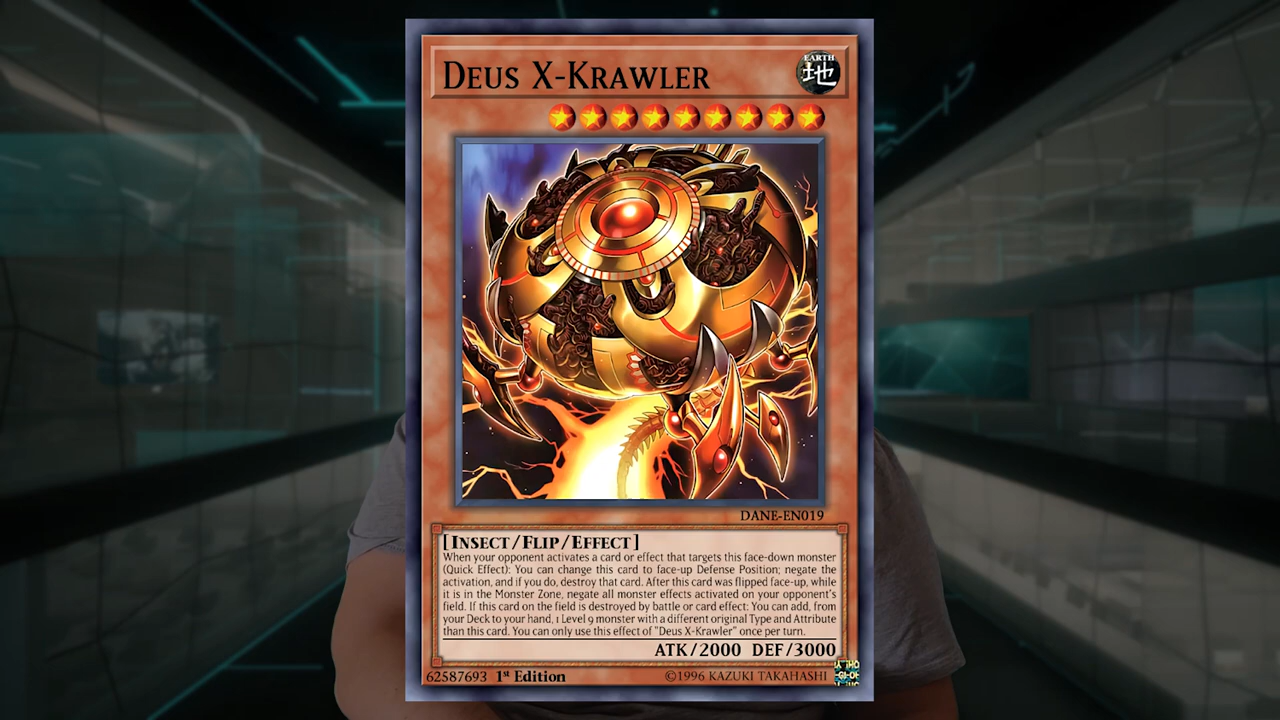 DEUS X-KRAWLER
EARTH
地
DANE-EN019
[INSECT/FLIP/EFFECT]
When your opponent activates a card or effect that targets this face-down monster
(Quick Effect): You can change this card to face-up Defense Position; negate the
activation, and if you do, destroy that card. After this card was flipped face-up, while
it is in the Monster Zone, negate all monster effects activated on your opponent's
field. If this card on the field is destroyed by battle or card effect: You can add, from
your Deck to your hand, 1 Level 9 monster with a different original Type and Attribute
than this card. You can only use this effect of "Deus X-Krawler" once per turn.
ATK/2000 DEF/3000
62587693 1st Edition ©1996 KAZUKI TAKAHASHI